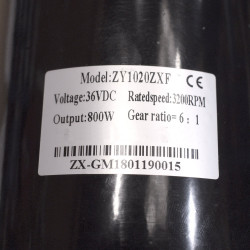 Model:ZY1020ZXF CE
Voltage:36VDC Ratedspeed:3200RPM
Output:800W Gear ratio= 6 : 1
ZX-GM1801190015